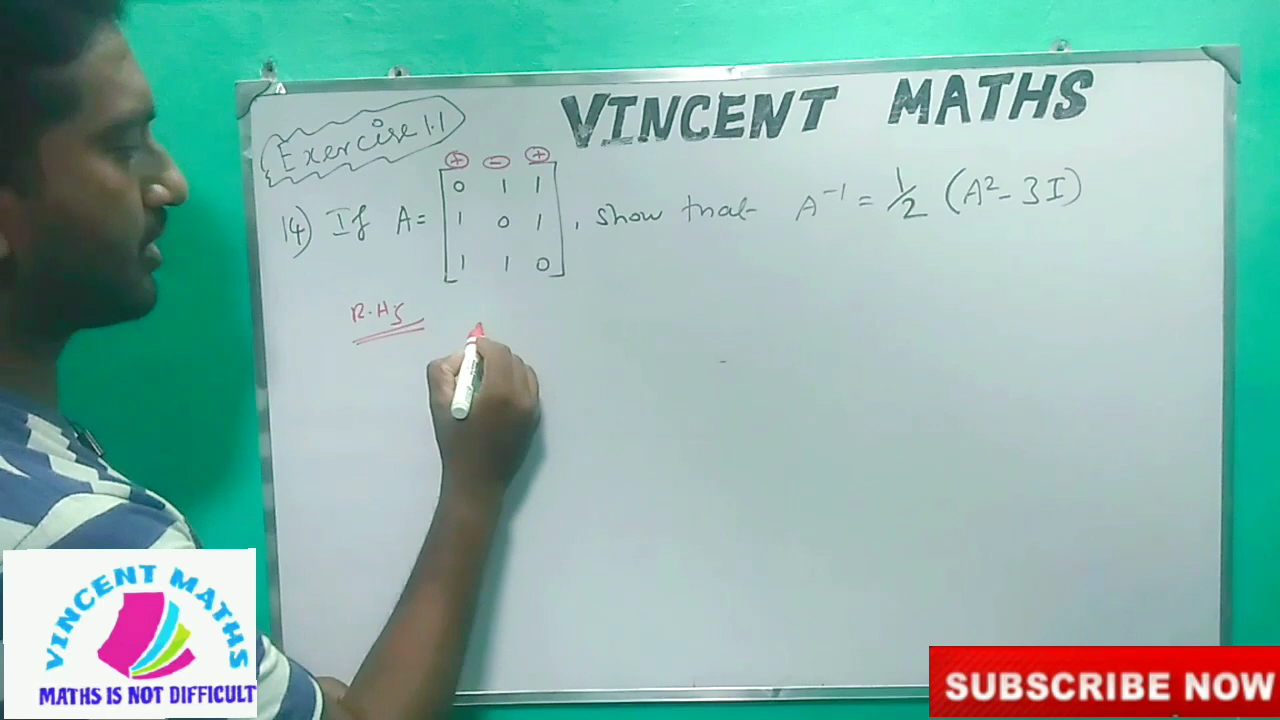 VINCENT MATHS
Exercise 1.1
+ - +
14) If A = [0 1 1
1 0 1
1 1 0], show that A⁻¹ = 1/2 (A² - 3I)
R.H.S
VINCENT MATHS
MATHS IS NOT DIFFICULT
SUBSCRIBE NOW